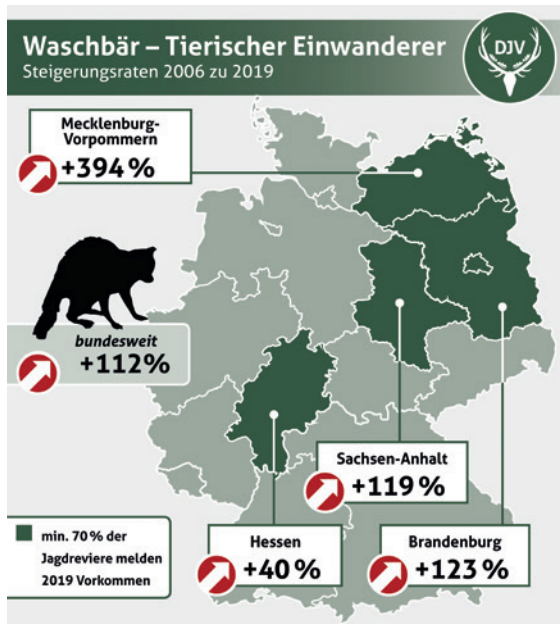 Waschbär – Tierischer Einwanderer
Steigerungsraten 2006 zu 2019
DJV
Mecklenburg-
Vorpommern
+394 %
bundesweit
+112%
Sachsen-Anhalt
+119 %
Hessen
+40 %
Brandenburg
+123 %
min. 70 % der
Jagdreviere melden
2019 Vorkommen